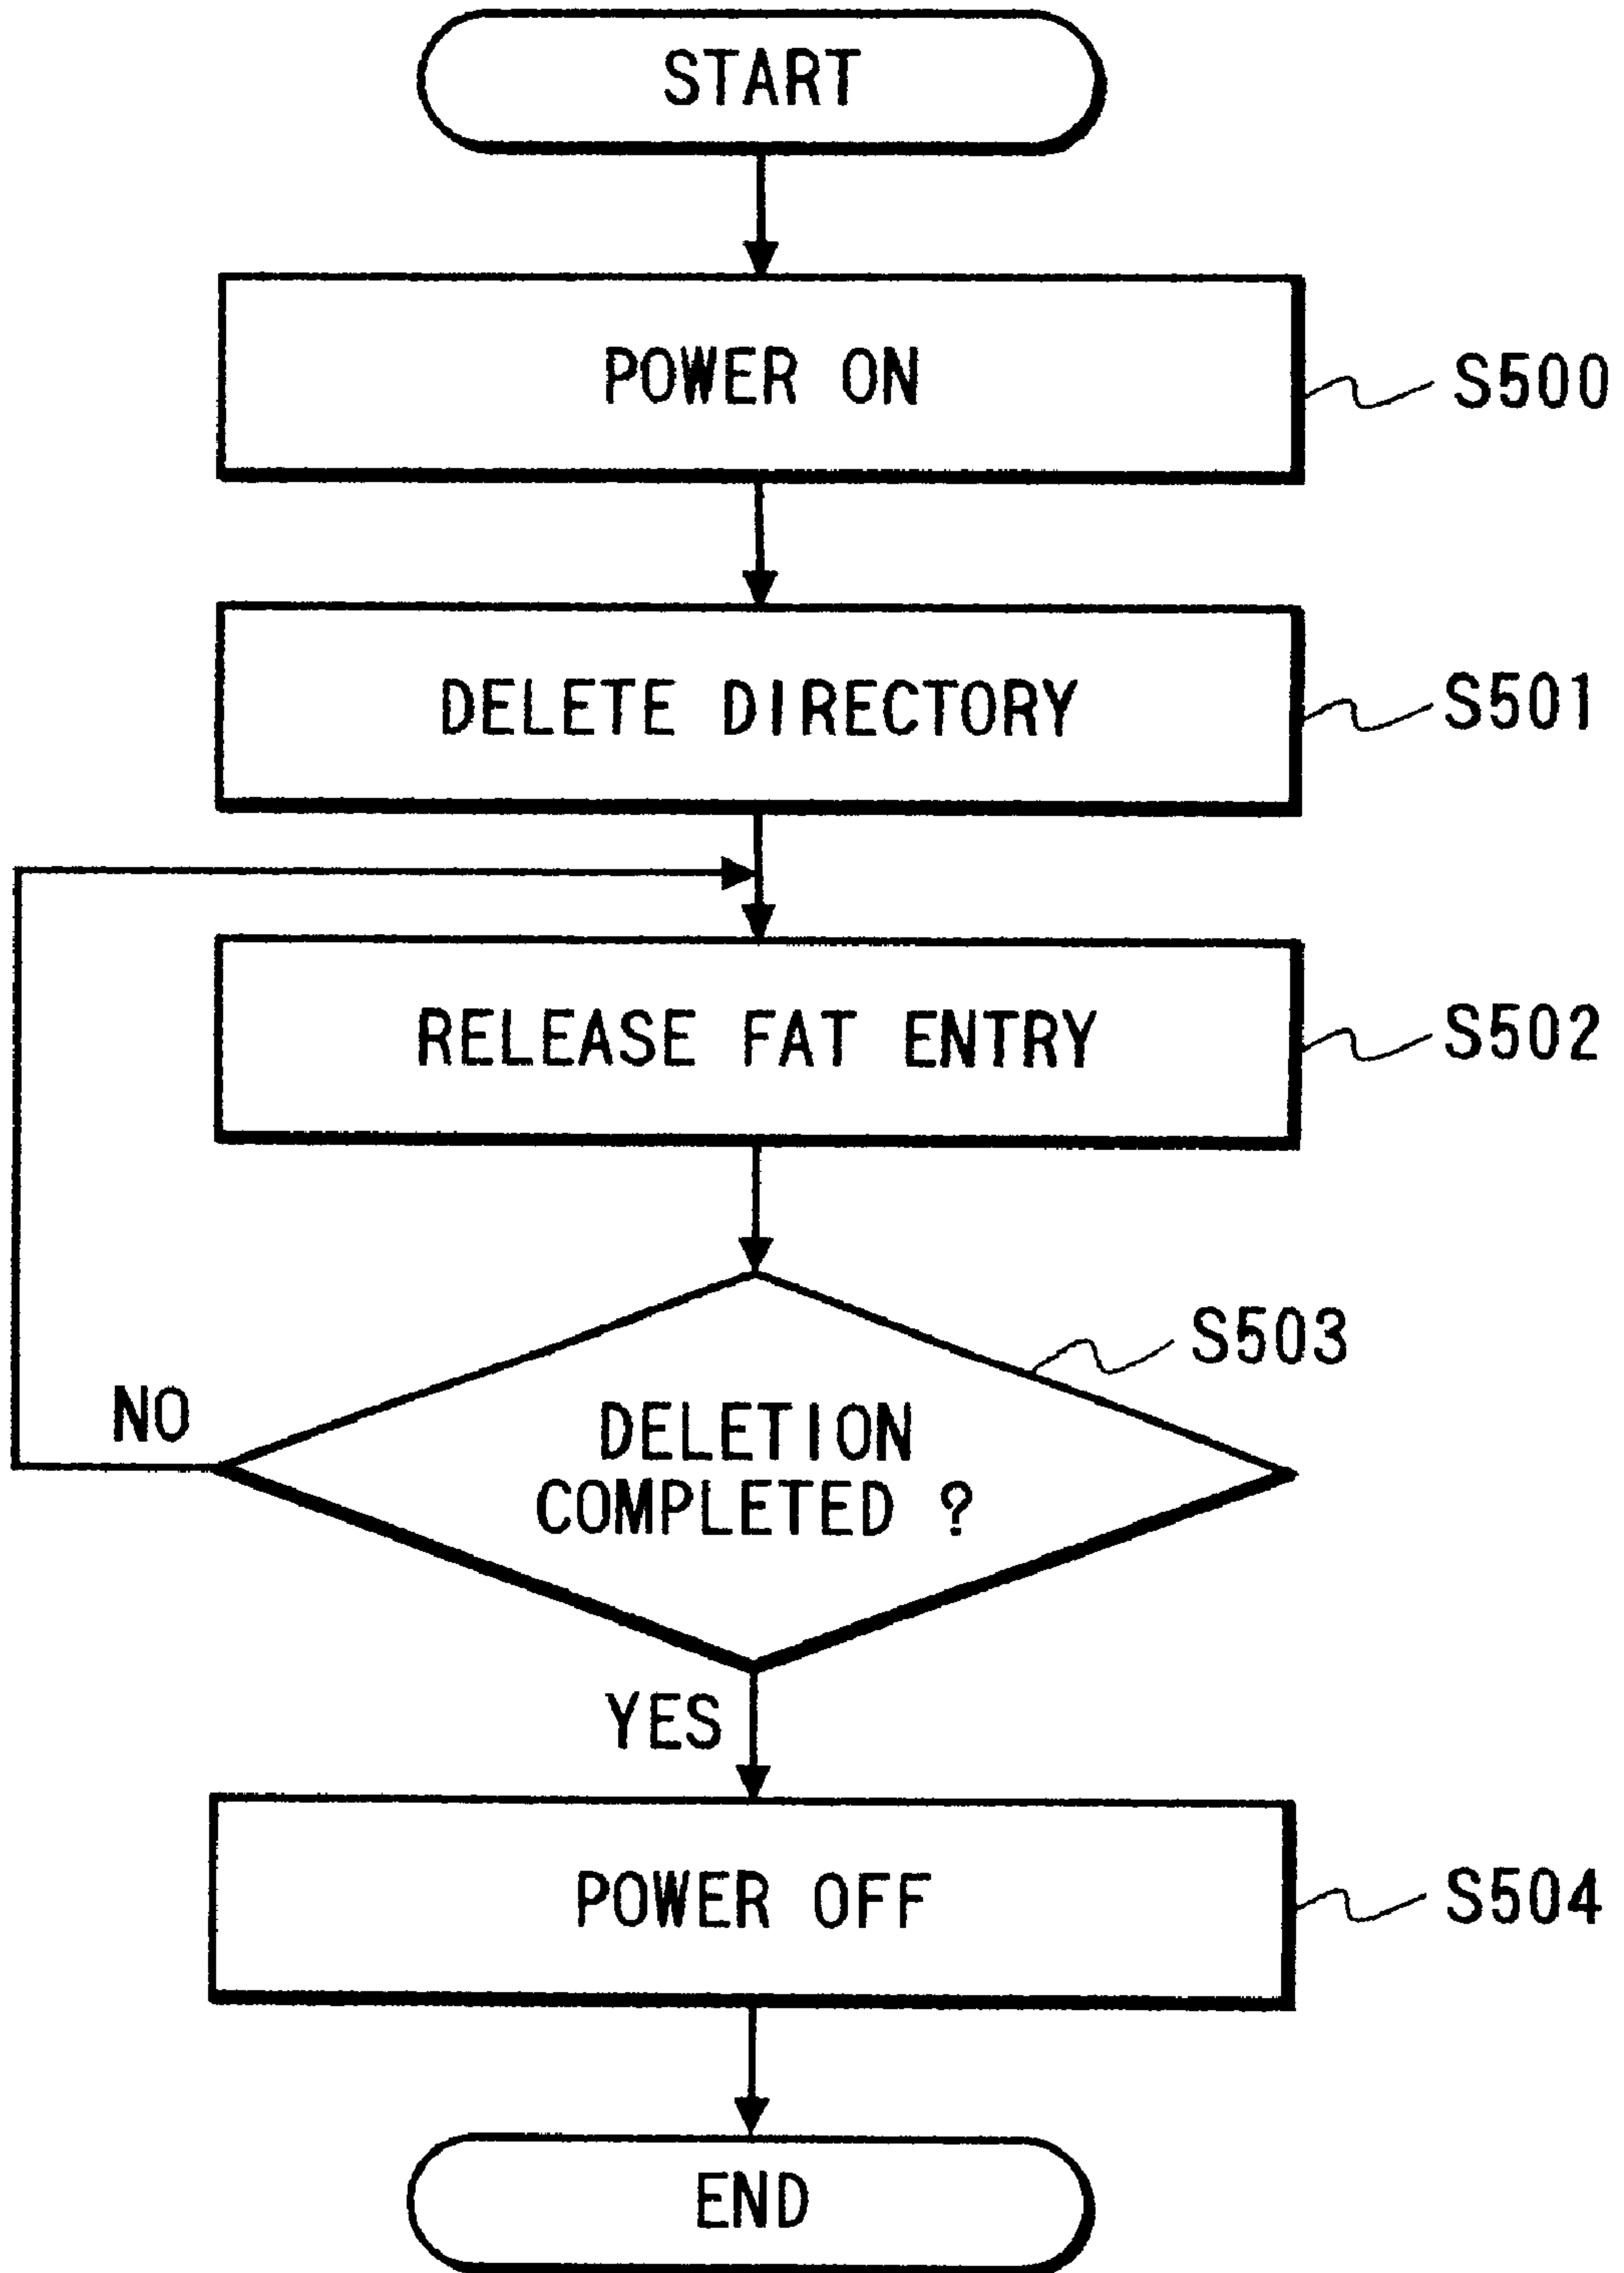 START
POWER ON
S500
DELETE DIRECTORY
S501
RELEASE FAT ENTRY
S502
S503
NO
DELETION
COMPLETED ?
YES
POWER OFF
S504
END